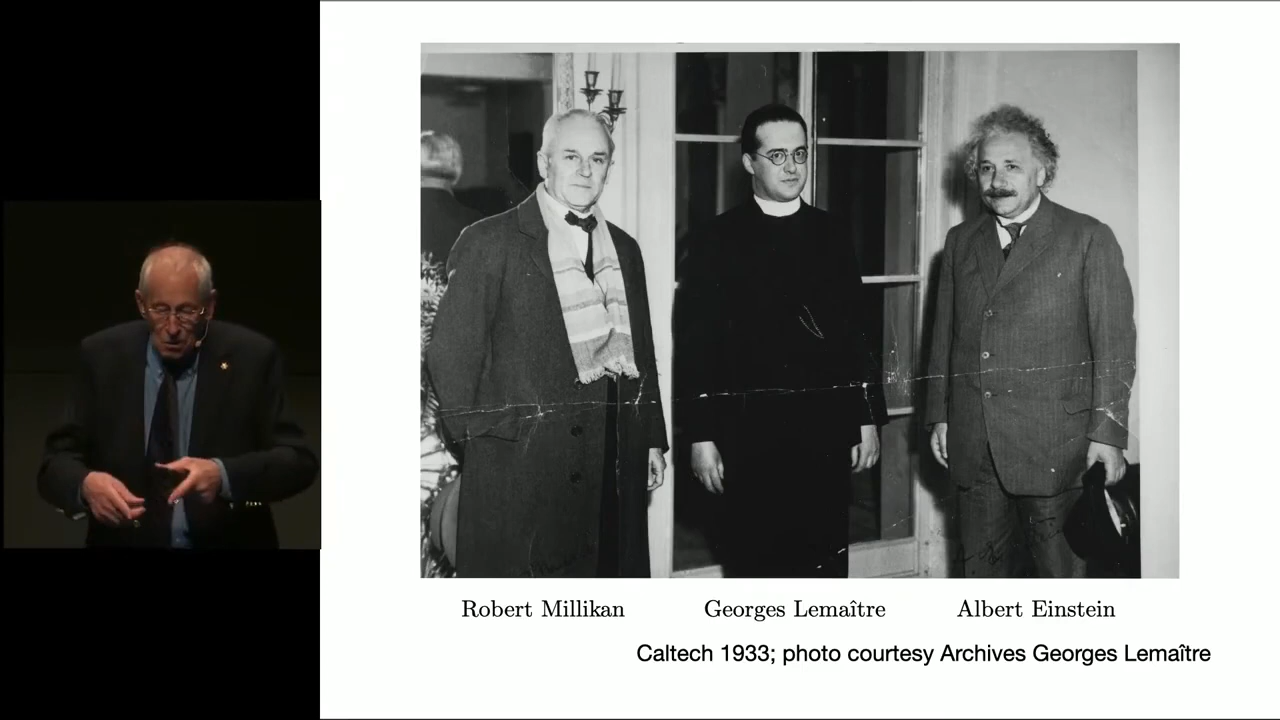 Robert Millikan Georges Lemaître Albert Einstein
Caltech 1933; photo courtesy Archives Georges Lemaître